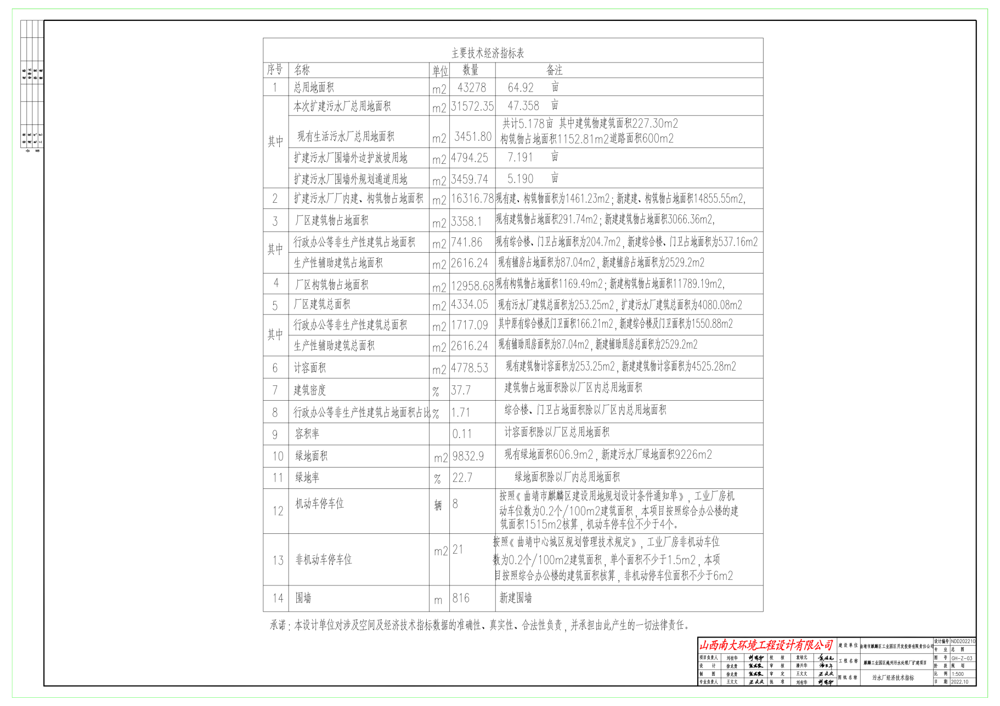 主要技术经济指标表
序号 名称 单位 数量 备注
1 总用地面积 m2 43278 64.92 亩
其中
本次扩建污水厂总用地面积 m2 31572.35 47.358 亩
现有生活污水厂总用地面积 m2 3451.80 共计5.178亩 其中建筑物建筑面积227.30m2
构筑物占地面积1152.81m2道路面积600m2
扩建污水厂围墙外边护放坡用地 m2 4794.25 7.191 亩
扩建污水厂围墙外规划通道用地 m2 3459.74 5.190 亩
2 扩建污水厂厂内建、构筑物占地面积 m2 16316.78 现有建、构筑物面积为1461.23m2；新建建、构筑物占地面积14855.55m2,
3 厂区建筑物占地面积 m2 3358.1 现有建筑物占地面积291.74m2；新建建筑物占地面积3066.36m2,
其中
行政办公等非生产性建筑占地面积 m2 741.86 现有综合楼、门卫占地面积为204.7m2，新建综合楼、门卫占地面积为537.16m2
生产性辅助建筑占地面积 m2 2616.24 现有辅房占地面积为87.04m2，新建辅房占地面积为2529.2m2
4 厂区构筑物占地面积 m2 12958.68 现有构筑物占地面积1169.49m2；新建构筑物占地面积11789.19m2,
5 厂区建筑总面积 m2 4334.05 现有污水厂建筑总面积为253.25m2，扩建污水厂建筑总面积为4080.08m2
其中
行政办公等非生产性建筑总面积 m2 1717.09 其中原有综合楼及门卫面积166.21m2，新建综合楼及门卫面积为1550.88m2
生产性辅助建筑总面积 m2 2616.24 现有辅助用房面积为87.04m2，新建辅助用房总面积为2529.2m2
6 计容面积 m2 4778.53 现有建筑物计容面积为253.25m2，新建建筑物计容面积为4525.28m2
7 建筑密度 % 37.7 建筑物占地面积除以厂区内总用地面积
8 行政办公等非生产性建筑占地面积占比 % 1.71 综合楼、门卫占地面积除以厂区内总用地面积
9 容积率 0.11 计容面积除以厂区总用地面积
10 绿地面积 m2 9832.9 现有绿地面积606.9m2，新建污水厂绿地面积9226m2
11 绿地率 % 22.7 绿地面积除以厂内总用地面积
12 机动车停车位 辆 8 按照《曲靖市麒麟区建设用地规划设计条件通知单》，工业厂房机
动车位数为0.2个/100m2建筑面积，本项目按照综合办公楼的建
筑面积1515m2核算，机动车停车位不少于4个。
13 非机动车停车位 m2 21 按照《曲靖中心城区规划管理技术规定》，工业厂房非机动车位
数为0.2个/100m2建筑面积，单个面积不少于1.5m2，本项
目按照综合办公楼的建筑面积核算，非机动停车位面积不少于6m2
14 围墙 m 816 新建围墙
承诺：本设计单位对涉及空间及经济技术指标数据的准确性、真实性、合法性负责，并承担由此产生的一切法律责任。
山西南大环境工程设计有限公司
建设单位 曲靖市麒麟区工业园区开发投资有限责任公司
设计编号 NDD202210
专业 总图
项目负责人 刘有华 刘有华 校核 袁培元
工程名称 麒麟工业园区越州污水处理厂扩建项目
图号 GH-Z-03
设计 徐龙贵 审核 潘兴华
阶段 规划
制图 徐龙贵 审定 王文文 王文文
图纸名称 污水厂经济技术指标
比例 1:500
专业负责人 王文文 王文文 批准 刘有华 刘有华
日期 2022.10
道路
给排水
桥梁
暖通
结构
建筑
电气
工艺
会签